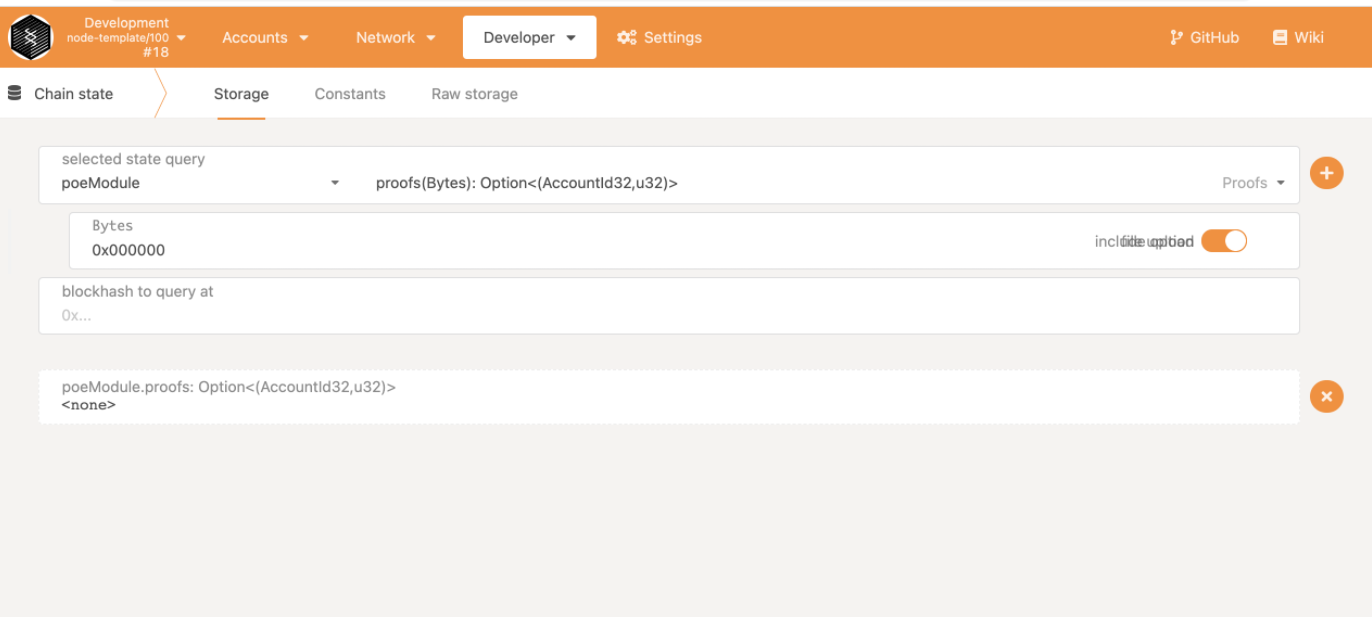 Development
node-template/100
#18
Accounts
Network
Developer
Settings
GitHub
Wiki
Chain state
Storage
Constants
Raw storage
selected state query
poeModule
proofs(Bytes): Option<(AccountId32,u32)>
Proofs
Bytes
0x000000
include option
file upload
blockhash to query at
0x...
poeModule.proofs: Option<(AccountId32,u32)>
<none>